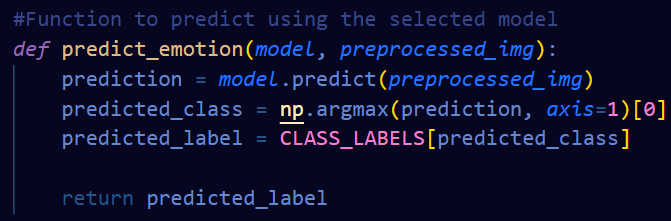 #Function to predict using the selected model
def predict_emotion(model, preprocessed_img):
    prediction = model.predict(preprocessed_img)
    predicted_class = np.argmax(prediction, axis=1)[0]
    predicted_label = CLASS_LABELS[predicted_class]

    return predicted_label